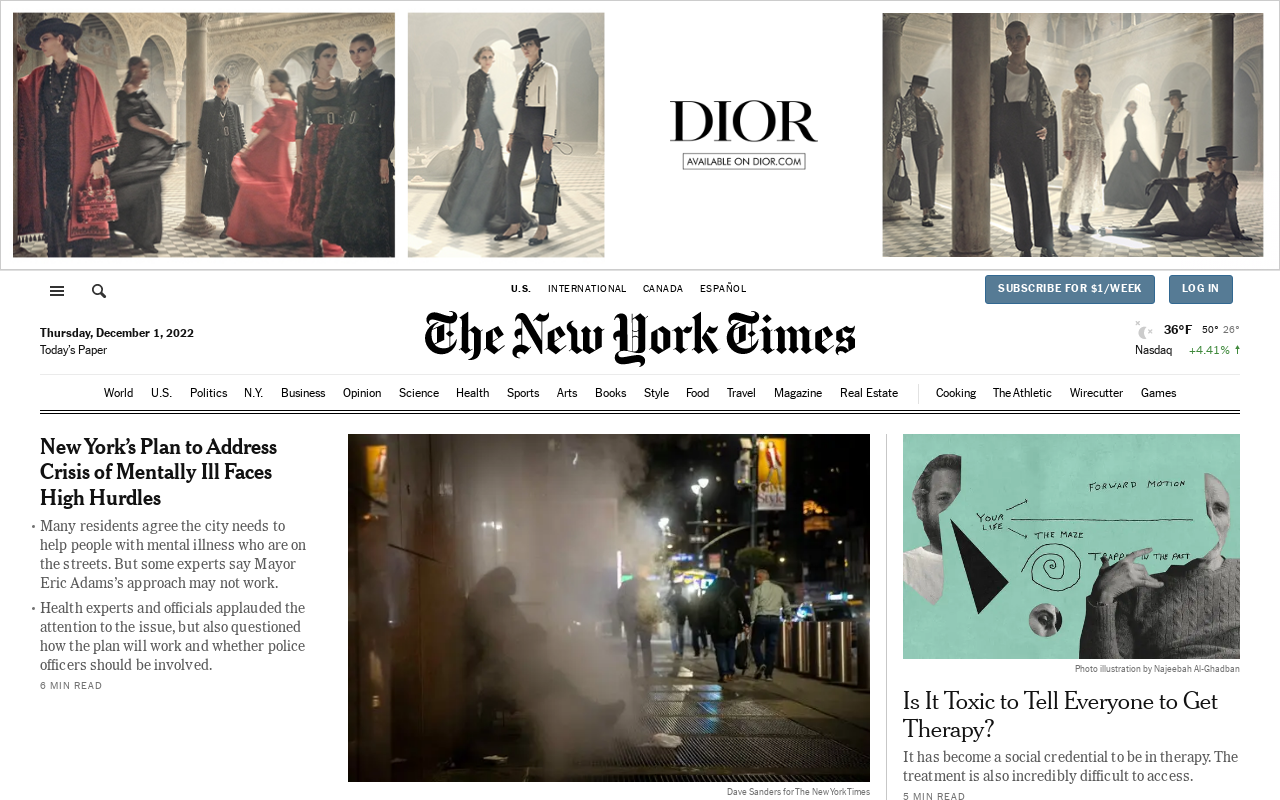 DIOR
AVAILABLE ON DIOR.COM
U.S. INTERNATIONAL CANADA ESPAÑOL
SUBSCRIBE FOR $1/WEEK LOG IN
The New York Times
Thursday, December 1, 2022
Today's Paper
36°F 50° 26°
Nasdaq +4.41%
World U.S. Politics N.Y. Business Opinion Science Health Sports Arts Books Style Food Travel Magazine Real Estate Cooking The Athletic Wirecutter Games
New York's Plan to Address
Crisis of Mentally Ill Faces
High Hurdles
• Many residents agree the city needs to
help people with mental illness who are on
the streets. But some experts say Mayor
Eric Adams's approach may not work.
• Health experts and officials applauded the
attention to the issue, but also questioned
how the plan will work and whether police
officers should be involved.
6 MIN READ
Style
Dave Sanders for The New York Times
FORWARD MOTION
YOUR
LIFE
THE MAZE
TRAPPED IN THE PAST
Photo illustration by Najeebah Al-Ghadban
Is It Toxic to Tell Everyone to Get
Therapy?
It has become a social credential to be in therapy. The
treatment is also incredibly difficult to access.
5 MIN READ